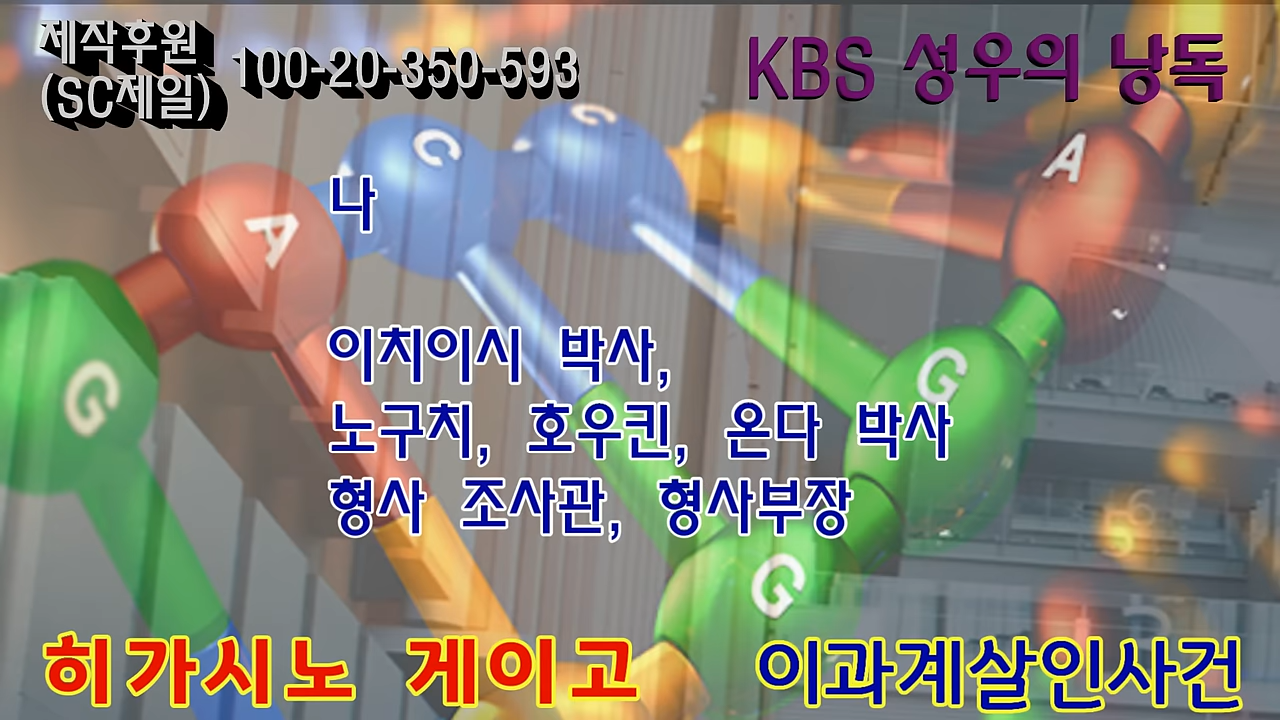 제작후원
(SC제일) 100-20-350-593
KBS 성우의 낭독
C
G
A
나
A
이치이시 박사,
G
G
노구치, 호우킨, 온다 박사
형사 조사관, 형사부장
G
히가시노 게이고
이과계살인사건